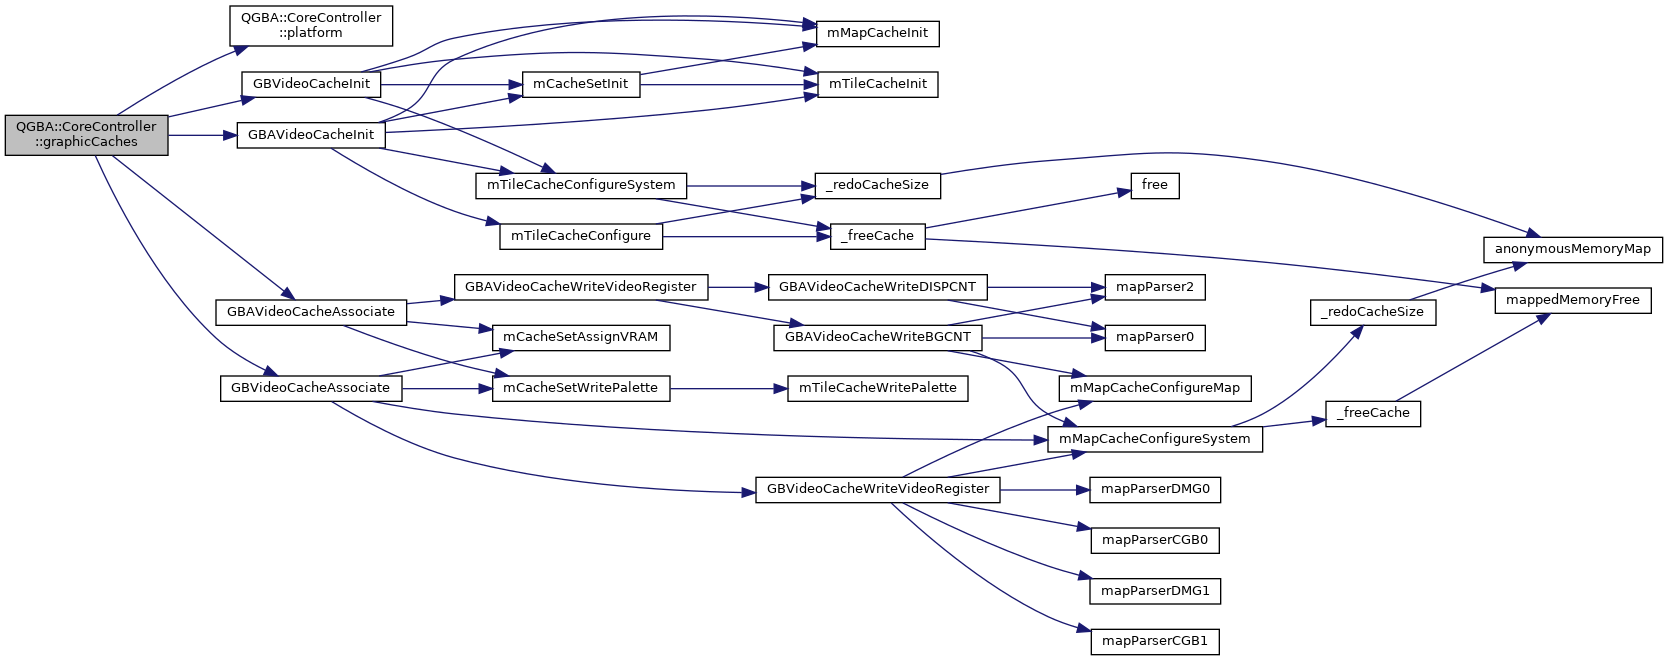 QGBA::CoreController
::graphicCaches
QGBA::CoreController
::platform
GBVideoCacheInit
GBAVideoCacheInit
GBAVideoCacheAssociate
GBVideoCacheAssociate
mCacheSetInit
mTileCacheConfigureSystem
mTileCacheConfigure
GBAVideoCacheWriteVideoRegister
mCacheSetAssignVRAM
mCacheSetWritePalette
mMapCacheInit
mTileCacheInit
_redoCacheSize
_freeCache
GBAVideoCacheWriteDISPCNT
GBAVideoCacheWriteBGCNT
mTileCacheWritePalette
GBVideoCacheWriteVideoRegister
free
mapParser2
mapParser0
mMapCacheConfigureMap
mMapCacheConfigureSystem
mapParserDMG0
mapParserCGB0
mapParserDMG1
mapParserCGB1
_redoCacheSize
_freeCache
anonymousMemoryMap
mappedMemoryFree